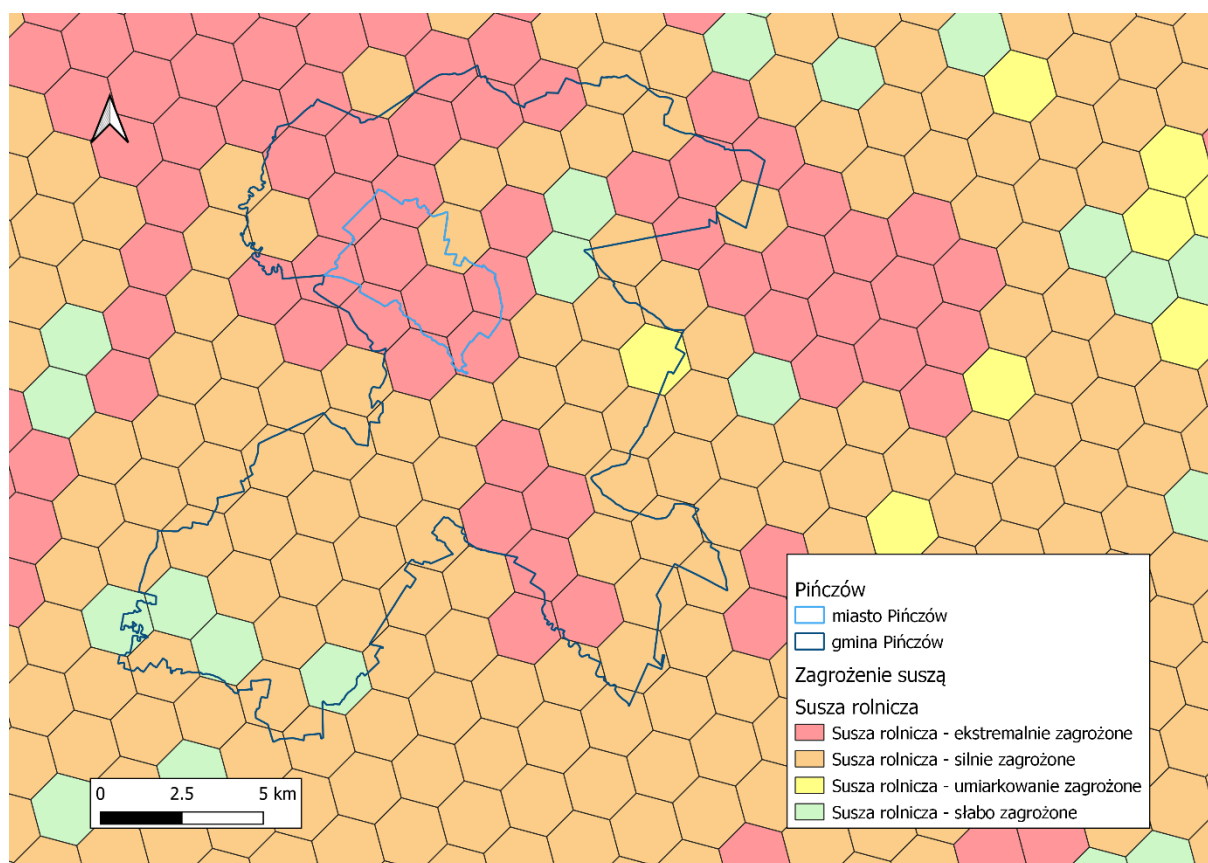 Pińczów
miasto Pińczów
gmina Pińczów
Zagrożenie suszą
Susza rolnicza
Susza rolnicza - ekstremalnie zagrożone
Susza rolnicza - silnie zagrożone
Susza rolnicza - umiarkowanie zagrożone
Susza rolnicza - słabo zagrożone
0 2.5 5 km